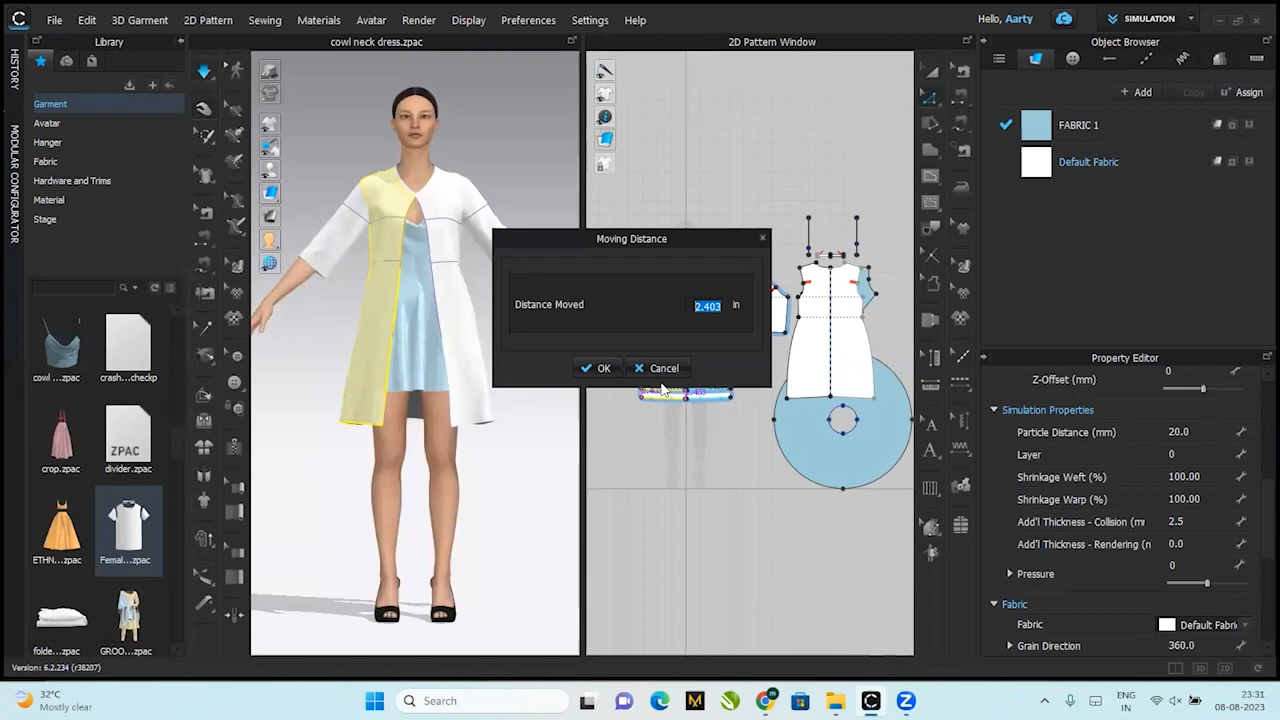 File Edit 3D Garment 2D Pattern Sewing Materials Avatar Render Display Preferences Settings Help
Hello, Aarty
SIMULATION
HISTORY
MODULAR CONFIGURATOR
Library
cowl neck dress.zpac
2D Pattern Window
Object Browser
Garment
Avatar
Hanger
Fabric
Hardware and Trims
Material
Stage
cowl ...zpac
crash...checkp
crop.zpac
ZPAC
divider.zpac
ETHN...zpac
Femal...zpac
folde...zpac
GROO...zpac
Moving Distance
Distance Moved 2.403 in
OK
Cancel
2.403
+ Add
Copy
Assign
FABRIC 1
Default Fabric
Property Editor
Z-Offset (mm) 0
Simulation Properties
Particle Distance (mm) 20.0
Layer 0
Shrinkage Weft (%) 100.00
Shrinkage Warp (%) 100.00
Add'l Thickness - Collision (mr 2.5
Add'l Thickness - Rendering (n 0.0
Pressure 0
Fabric
Fabric Default Fabric
Grain Direction 360.0
Version: 6.2.234 (r38207)
3D
2D
32°C
Mostly clear
Search
ENG
IN
23:31
08-08-2023